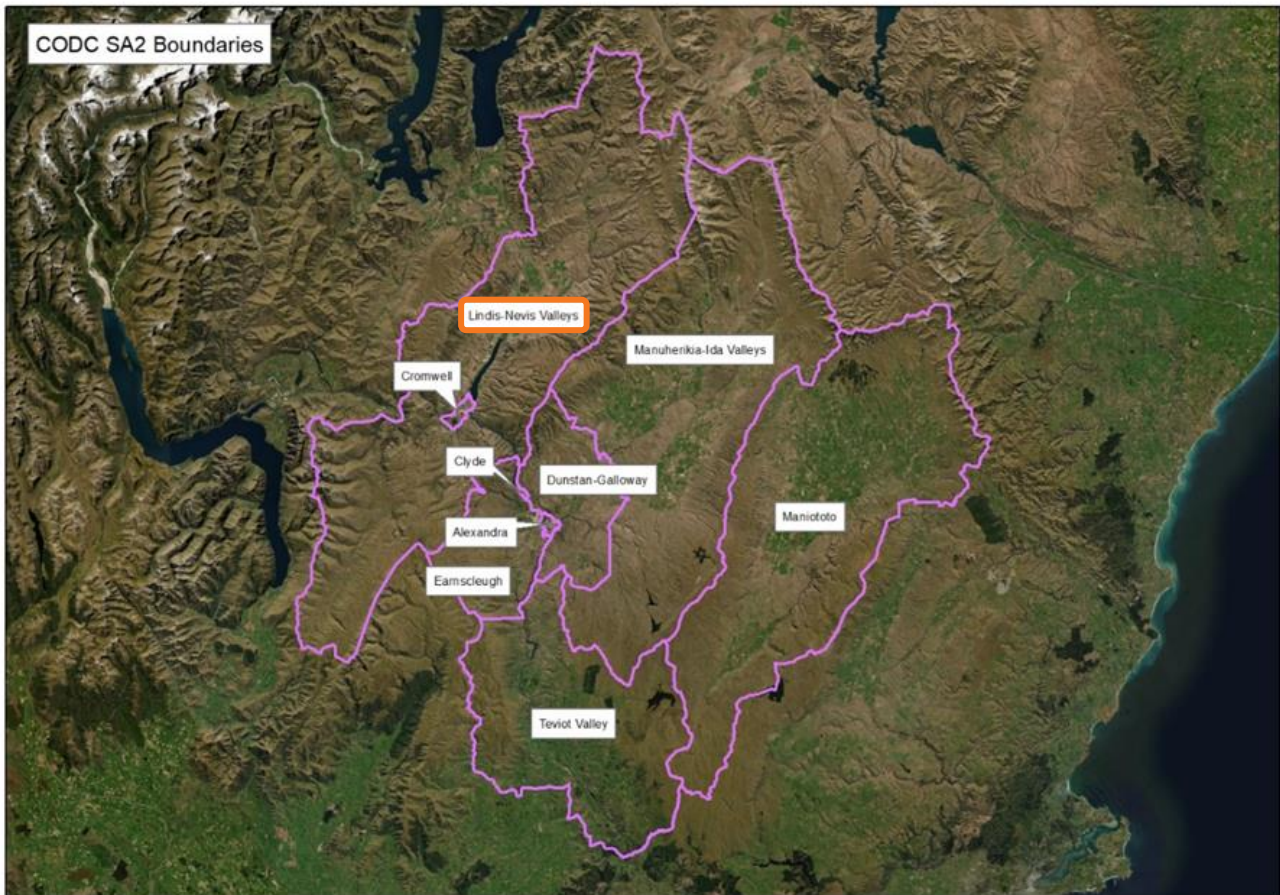 CODC SA2 Boundaries
Lindis-Nevis Valleys
Manuherikia-Ida Valleys
Cromwell
Clyde
Dunstan-Galloway
Maniototo
Alexandra
Earnscleugh
Teviot Valley